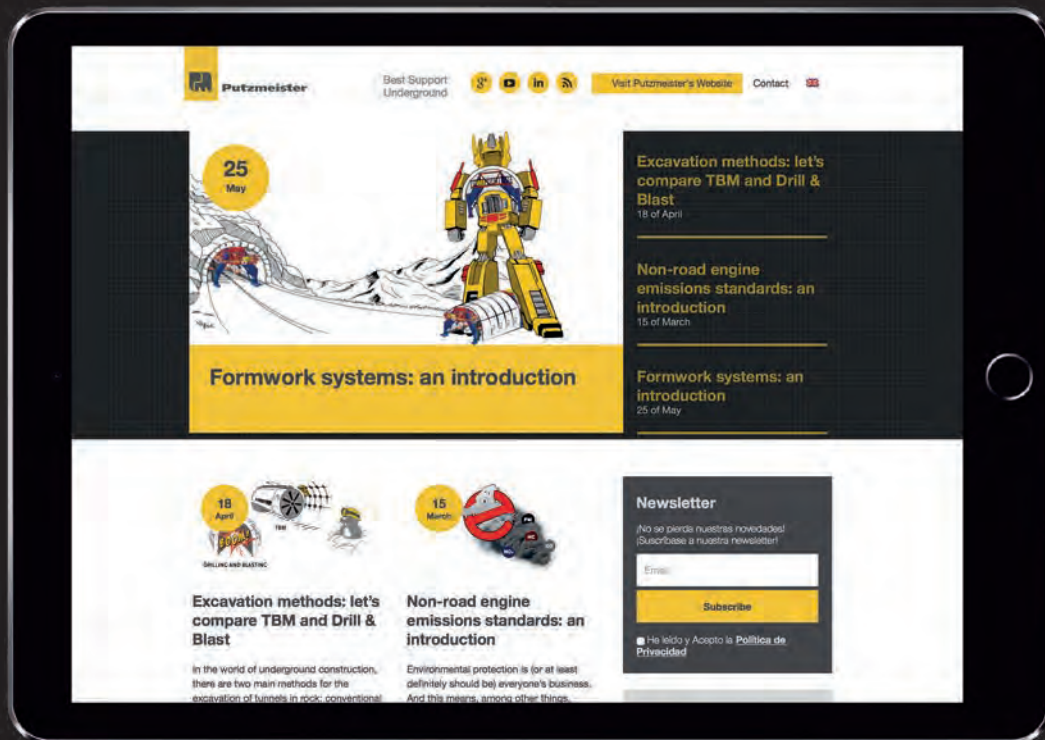 Putzmeister
Best Support
Underground
g+
in
Visit Putzmeister's Website
Contact
25
May
Formwork systems: an introduction
Excavation methods: let's
compare TBM and Drill &
Blast
18 of April
Non-road engine
emissions standards: an
introduction
15 of March
Formwork systems: an
introduction
25 of May
18
April
TBM
BOOM!
DRILLING AND BLASTING
Excavation methods: let's
compare TBM and Drill &
Blast
In the world of underground construction,
there are two main methods for the
excavation of tunnels in rock: conventional
15
March
PM
HC
NOx
Non-road engine
emissions standards: an
introduction
Environmental protection is (or at least
definitely should be) everyone's business.
And this means, among other things,
Newsletter
¡No se pierda nuestras novedades!
¡Suscríbase a nuestra newsletter!
Email
Subscribe
He leído y Acepto la Política de
Privacidad